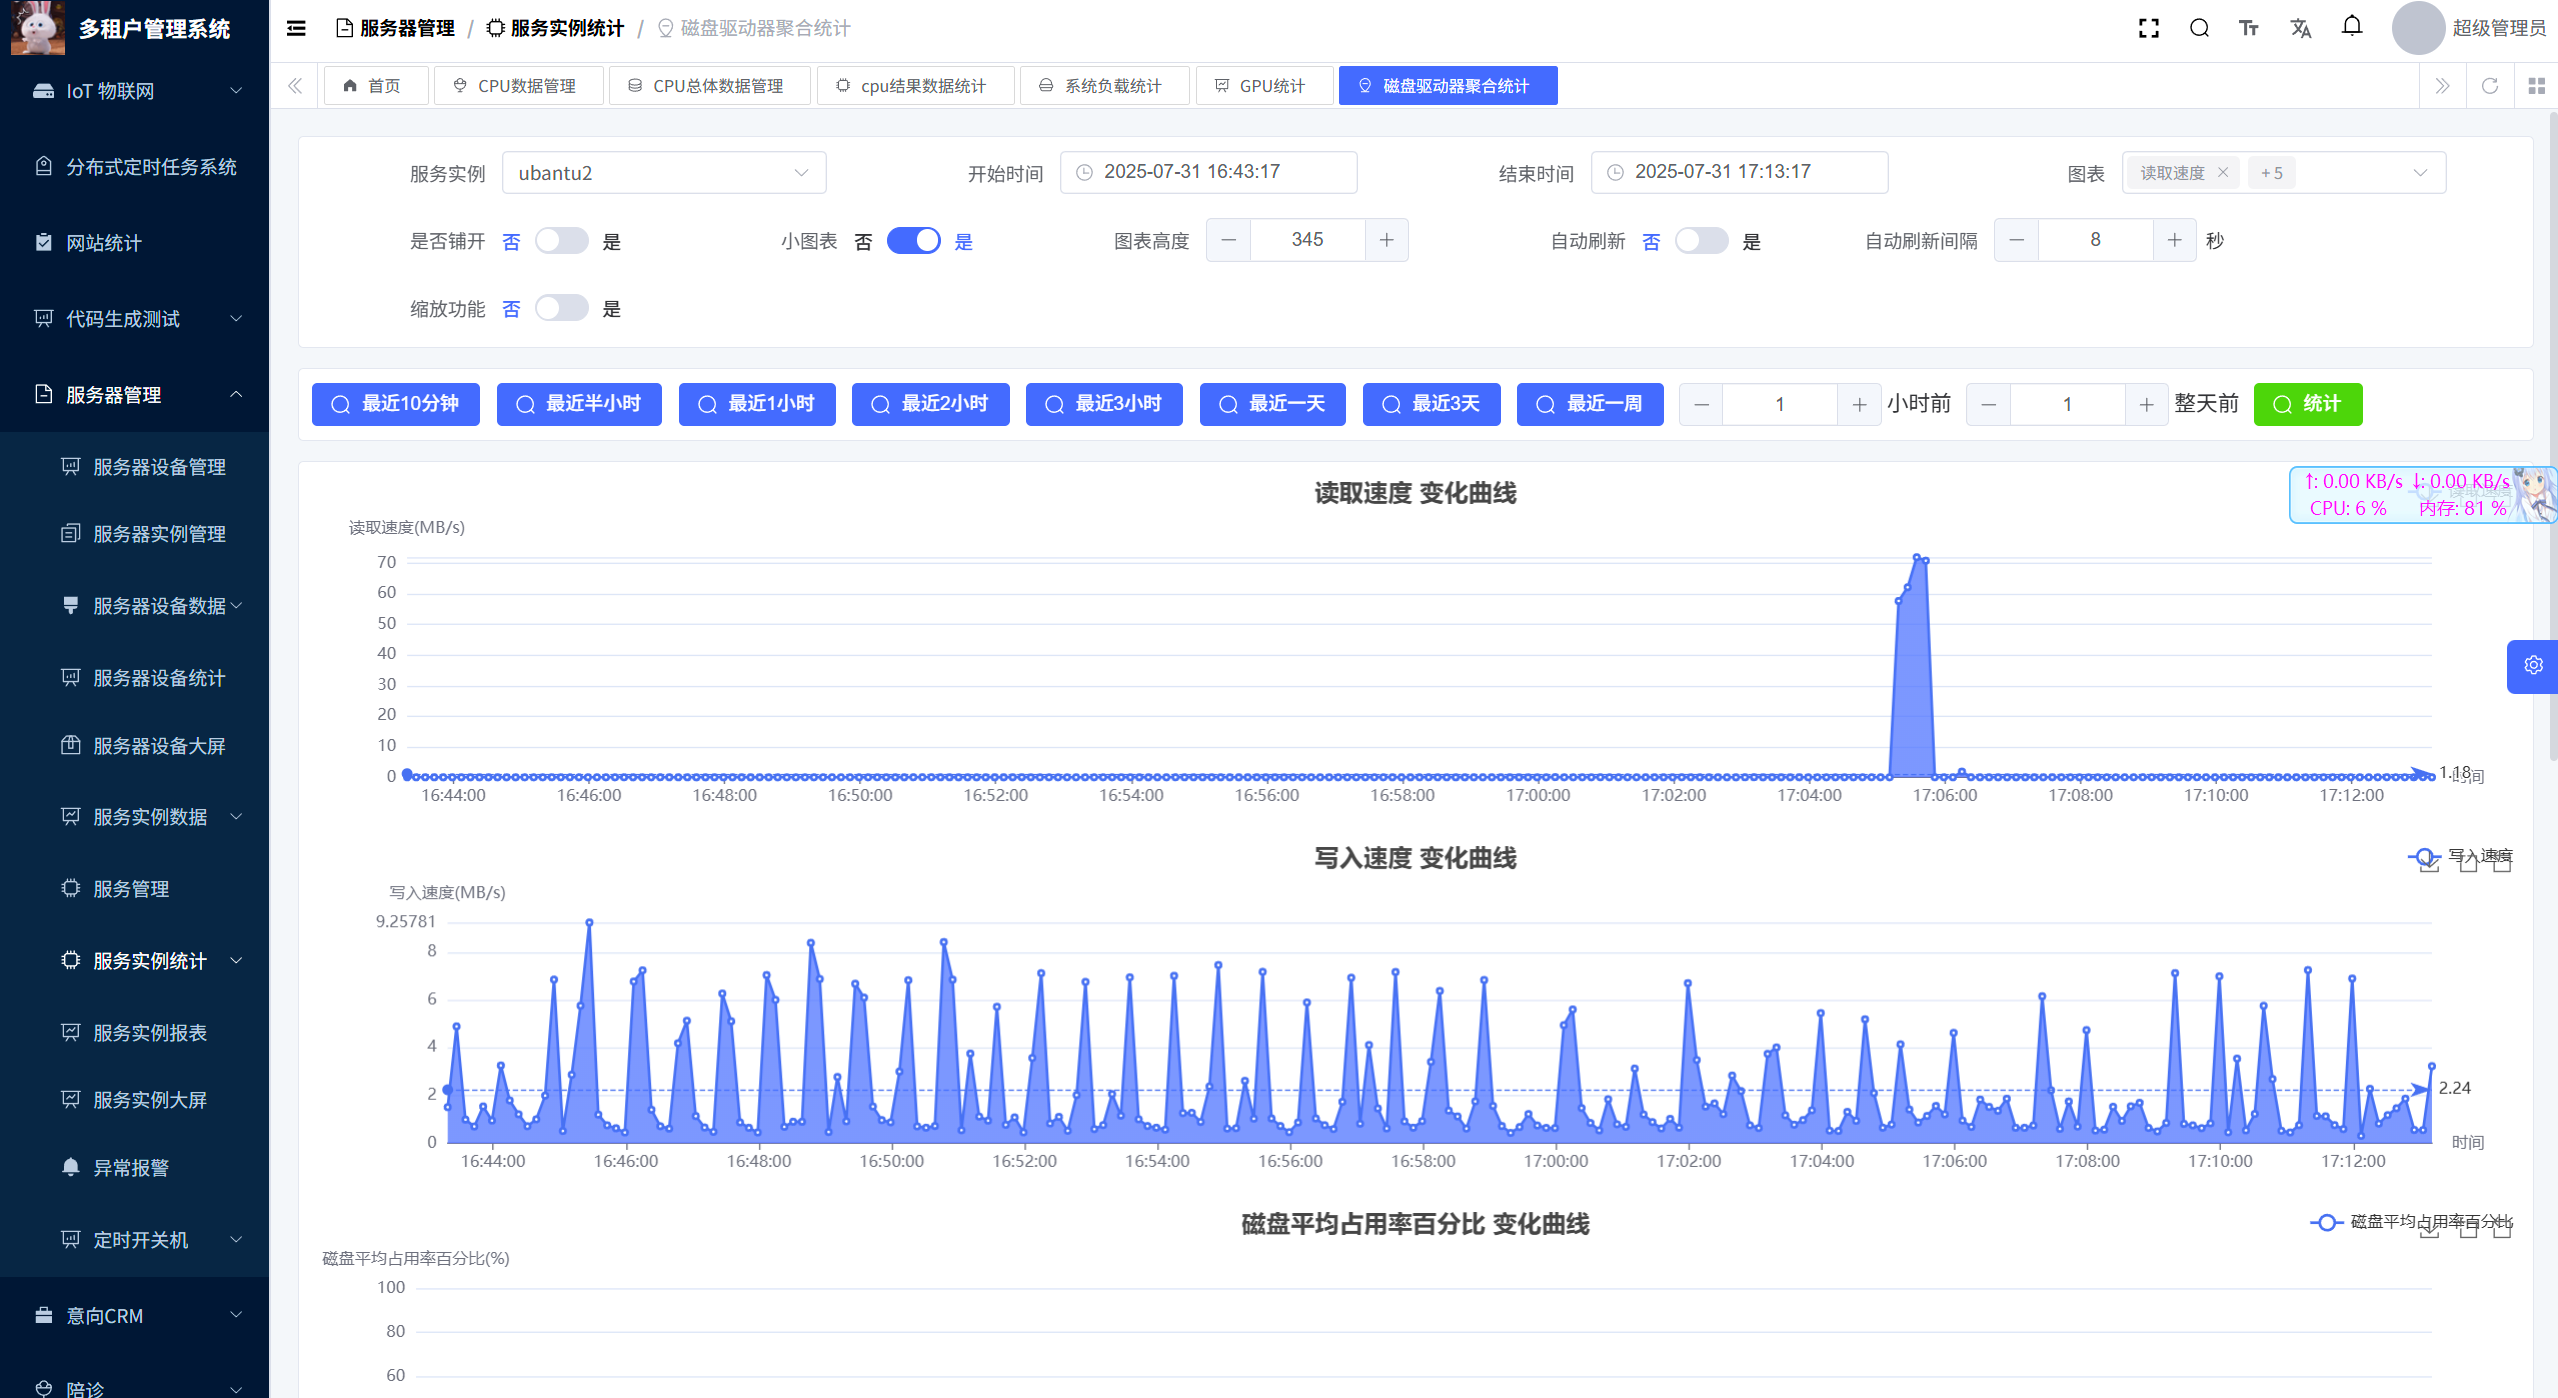 多租户管理系统
IoT 物联网
分布式定时任务系统
网站统计
代码生成测试
服务器管理
服务器设备管理
服务器实例管理
服务器设备数据
服务器设备统计
服务器设备大屏
服务实例数据
服务管理
服务实例统计
服务实例报表
服务实例大屏
异常报警
定时开关机
意向CRM
陪诊
服务器管理 / 服务实例统计 / 磁盘驱动器聚合统计
超级管理员
首页 CPU数据管理 CPU总体数据管理 cpu结果数据统计 系统负载统计 GPU统计 磁盘驱动器聚合统计
服务实例 ubantu2 开始时间 2025-07-31 16:43:17 结束时间 2025-07-31 17:13:17 图表 读取速度 + 5
是否铺开 否 是 小图表 否 是 图表高度 345 自动刷新 否 是 自动刷新间隔 8 秒
缩放功能 否 是
最近10分钟 最近半小时 最近1小时 最近2小时 最近3小时 最近一天 最近3天 最近一周 1 小时前 1 整天前 统计
↑: 0.00 KB/s ↓: 0.00 KB/s
CPU: 6 % 内存: 81 %
读取速度 变化曲线
读取速度
读取速度(MB/s)
70
60
50
40
30
20
10
0
1.18
时间
16:44:00 16:46:00 16:48:00 16:50:00 16:52:00 16:54:00 16:56:00 16:58:00 17:00:00 17:02:00 17:04:00 17:06:00 17:08:00 17:10:00 17:12:00
写入速度 变化曲线
写入速度
写入速度(MB/s)
9.25781
8
6
4
2
0
2.24
时间
16:44:00 16:46:00 16:48:00 16:50:00 16:52:00 16:54:00 16:56:00 16:58:00 17:00:00 17:02:00 17:04:00 17:06:00 17:08:00 17:10:00 17:12:00
磁盘平均占用率百分比 变化曲线
磁盘平均占用率百分比
磁盘平均占用率百分比(%)
100
80
60